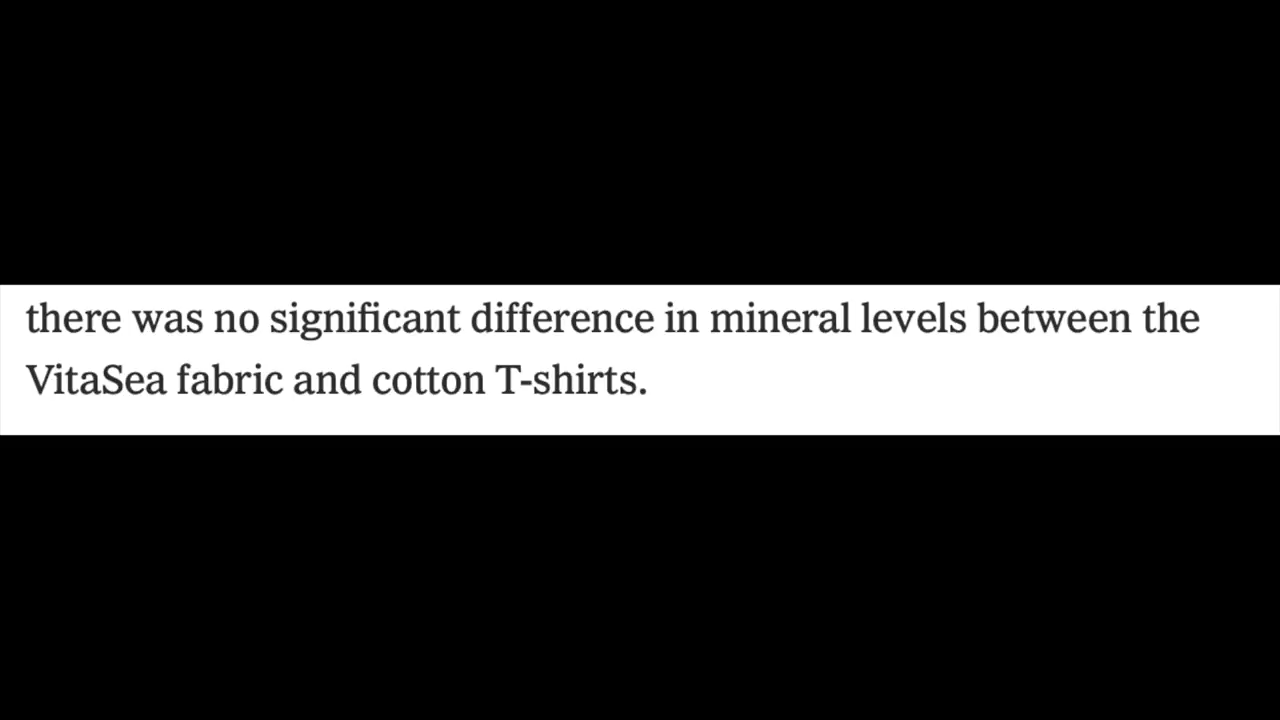 there was no significant difference in mineral levels between the
VitaSea fabric and cotton T-shirts.